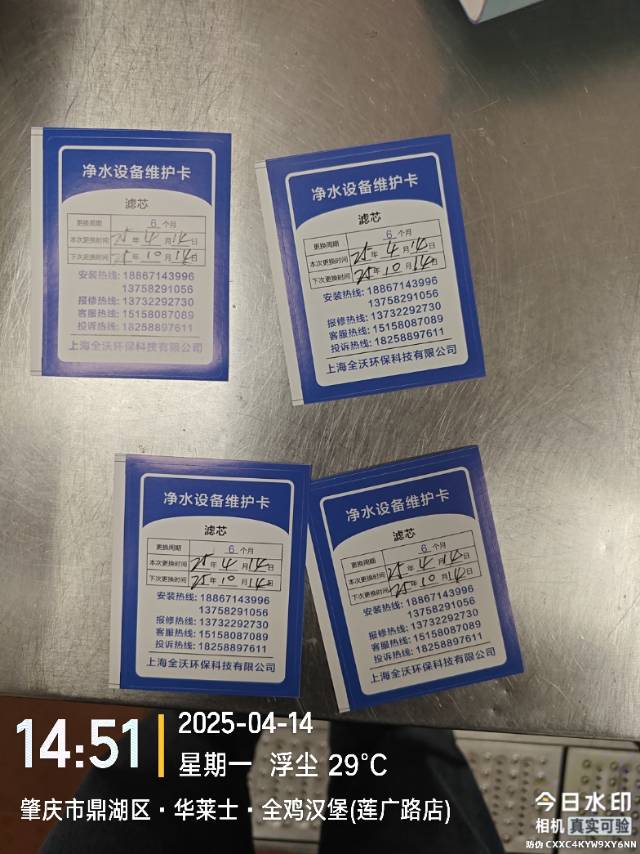 净水设备维护卡
滤芯
更换周期 6 个月
本次更换时间 25 年 4 月 14 日
下次更换时间 25 年 10 月 14 日
安装热线: 18867143996
13758291056
报修热线: 13732292730
客服热线: 15158087089
投诉热线: 18258897611
上海全沃环保科技有限公司
净水设备维护卡
滤芯
更换周期 6 个月
本次更换时间 25 年 4 月 14 日
下次更换时间 25 年 10 月 14 日
安装热线: 18867143996
13758291056
报修热线: 13732292730
客服热线: 15158087089
投诉热线: 18258897611
上海全沃环保科技有限公司
净水设备维护卡
滤芯
更换周期 6 个月
本次更换时间 25 年 4 月 14 日
下次更换时间 25 年 10 月 14 日
安装热线: 18867143996
13758291056
报修热线: 13732292730
客服热线: 15158087089
投诉热线: 18258897611
上海全沃环保科技有限公司
净水设备维护卡
滤芯
更换周期 6 个月
本次更换时间 25 年 4 月 14 日
下次更换时间 25 年 10 月 14 日
安装热线: 18867143996
13758291056
报修热线: 13732292730
客服热线: 15158087089
投诉热线: 18258897611
上海全沃环保科技有限公司
14:51
2025-04-14
星期一 浮尘 29℃
肇庆市鼎湖区·华莱士·全鸡汉堡(莲广路店)
今日水印
相机 真实可验
防伪 CXXC4KYW9XY6NN